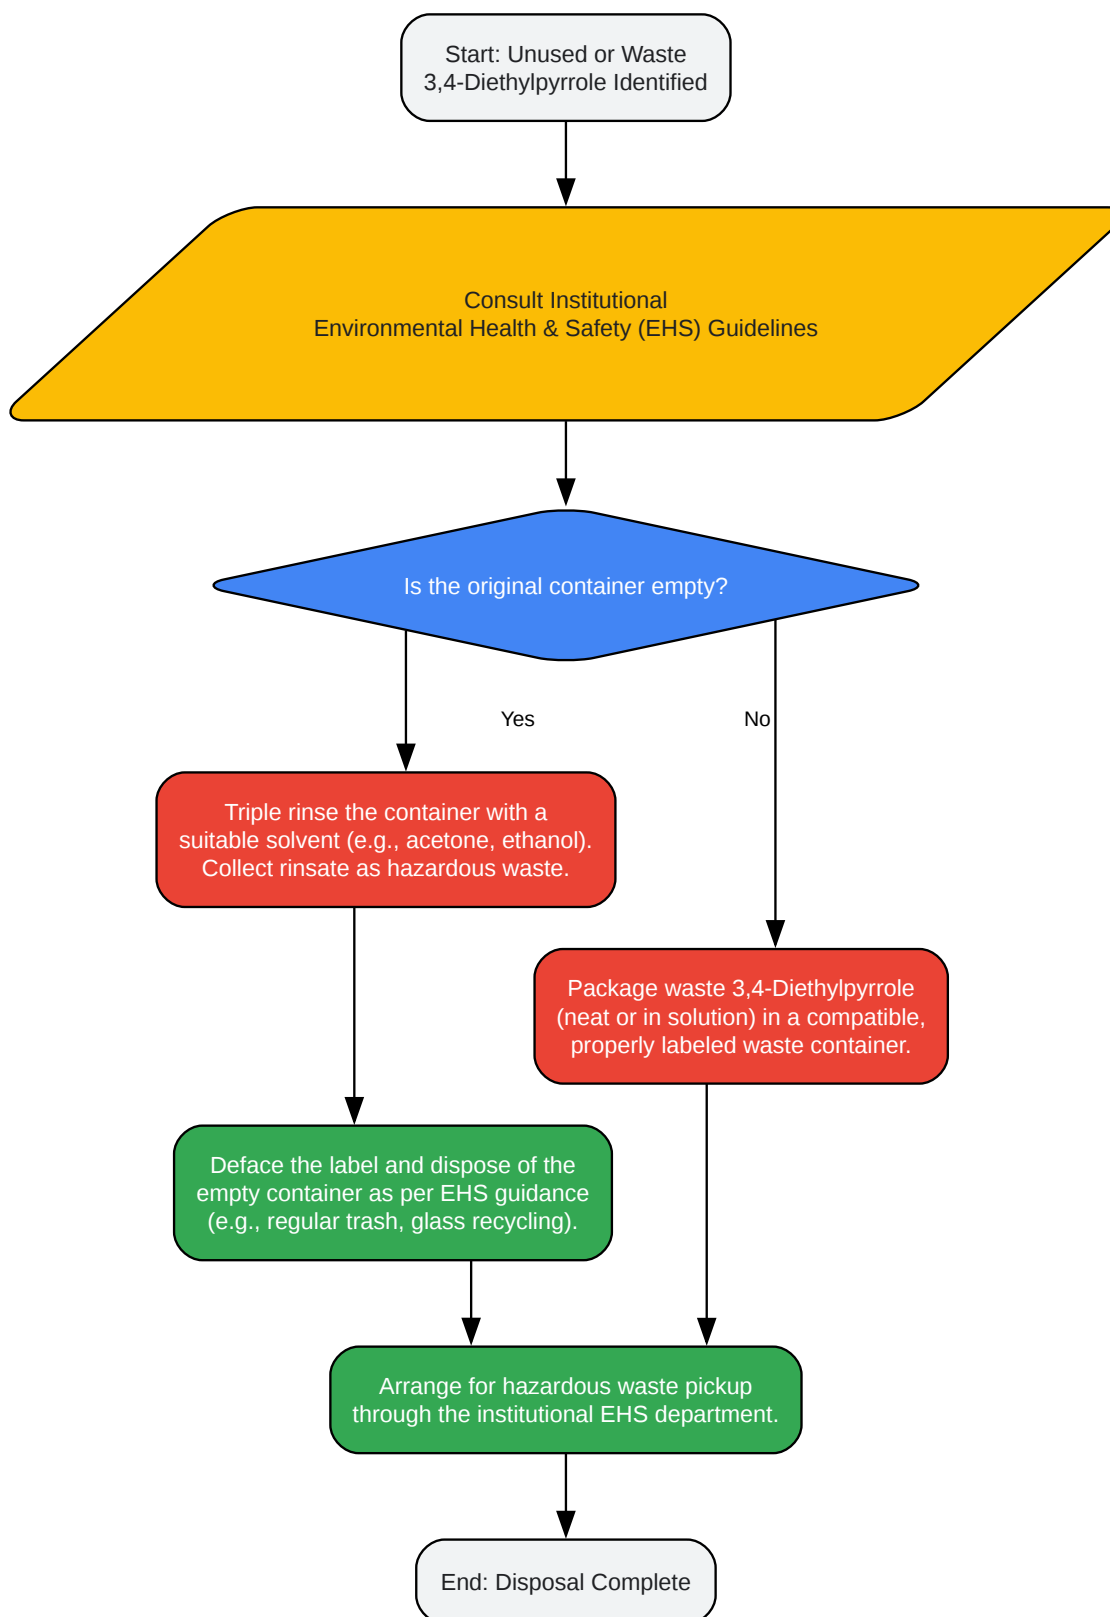 Start: Unused or Waste
3,4-Diethylpyrrole Identified
Consult Institutional
Environmental Health & Safety (EHS) Guidelines
Is the original container empty?
Yes
No
Triple rinse the container with a
suitable solvent (e.g., acetone, ethanol).
Collect rinsate as hazardous waste.
Package waste 3,4-Diethylpyrrole
(neat or in solution) in a compatible,
properly labeled waste container.
Deface the label and dispose of the
empty container as per EHS guidance
(e.g., regular trash, glass recycling).
Arrange for hazardous waste pickup
through the institutional EHS department.
End: Disposal Complete